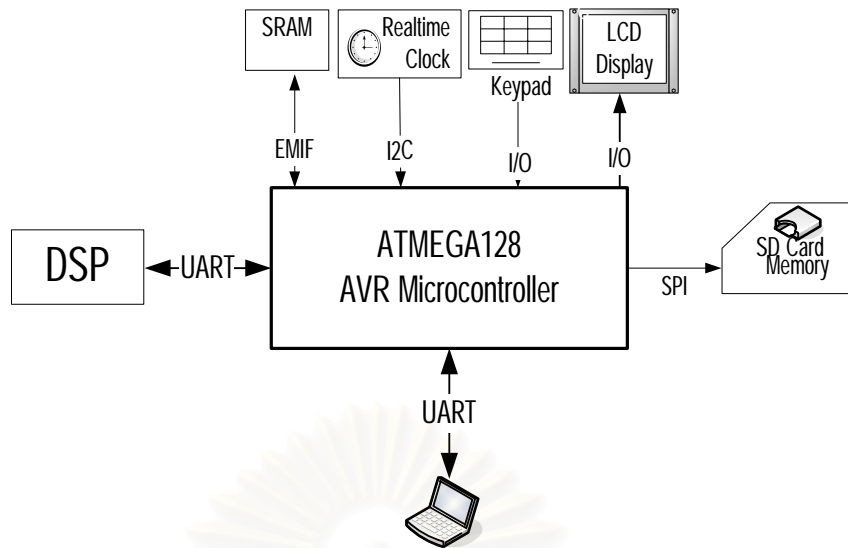 SRAM
Realtime
Clock
Keypad
LCD
Display
EMIF
I2C
I/O
I/O
DSP
UART
ATMEGA128
AVR Microcontroller
SPI
SD Card
Memory
UART